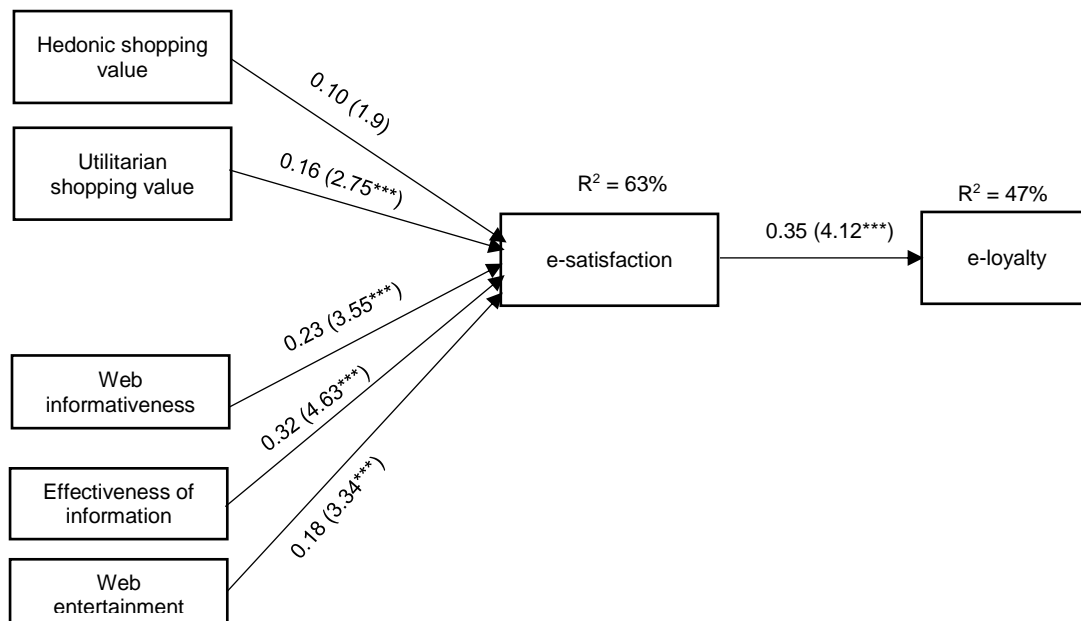 Hedonic shopping
value
0.10 (1.9)
Utilitarian
shopping value
0.16 (2.75***)
R² = 63%
R² = 47%
e-satisfaction
0.35 (4.12***)
e-loyalty
0.23 (3.55***)
Web
informativeness
0.32 (4.63***)
Effectiveness of
information
0.18 (3.34***)
Web
entertainment